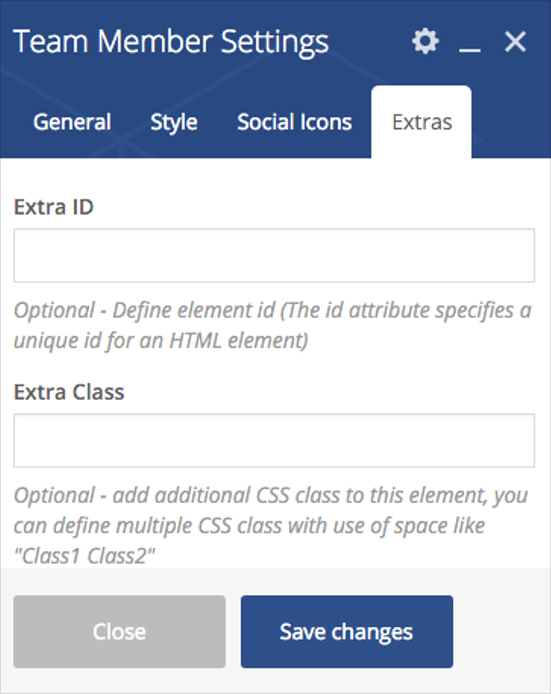 Team Member Settings
General Style Social Icons Extras
Extra ID
Optional - Define element id (The id attribute specifies a
unique id for an HTML element)
Extra Class
Optional - add additional CSS class to this element, you
can define multiple CSS class with use of space like
"Class1 Class2"
Close Save changes